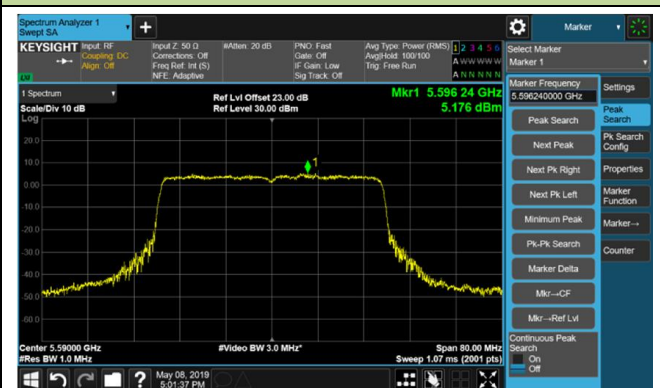 Spectrum Analyzer 1
Swept SA
Marker
KEYSIGHT
Input: RF
Coupling: DC
Align: Off
Input Z: 50 Ω
Corrections: Off
Freq Ref: Int (S)
NFE: Adaptive
#Atten: 20 dB
PNO: Fast
Gate: Off
IF Gain: Low
Sig Track: Off
Avg Type: Power (RMS)
Avg|Hold: 100/100
Trig: Free Run
1 2 3 4 5 6
A W W W W W
A N N N N N
LXI
Select Marker
Marker 1
1 Spectrum
Scale/Div 10 dB
Log
Ref Lvl Offset 23.00 dB
Ref Level 30.00 dBm
Mkr1 5.596 24 GHz
5.176 dBm
20.0
10.0
0.00
-10.0
-20.0
-30.0
-40.0
-50.0
-60.0
1
Center 5.59000 GHz
#Res BW 1.0 MHz
#Video BW 3.0 MHz*
Span 80.00 MHz
Sweep 1.07 ms (2001 pts)
Marker Frequency
5.596240000 GHz
Peak Search
Next Peak
Next Pk Right
Next Pk Left
Minimum Peak
Pk-Pk Search
Marker Delta
Mkr→CF
Mkr→Ref Lvl
Continuous Peak
Search
On
Off
Settings
Peak
Search
Pk Search
Config
Properties
Marker
Function
Marker→
Counter
May 08, 2019
5:01:37 PM